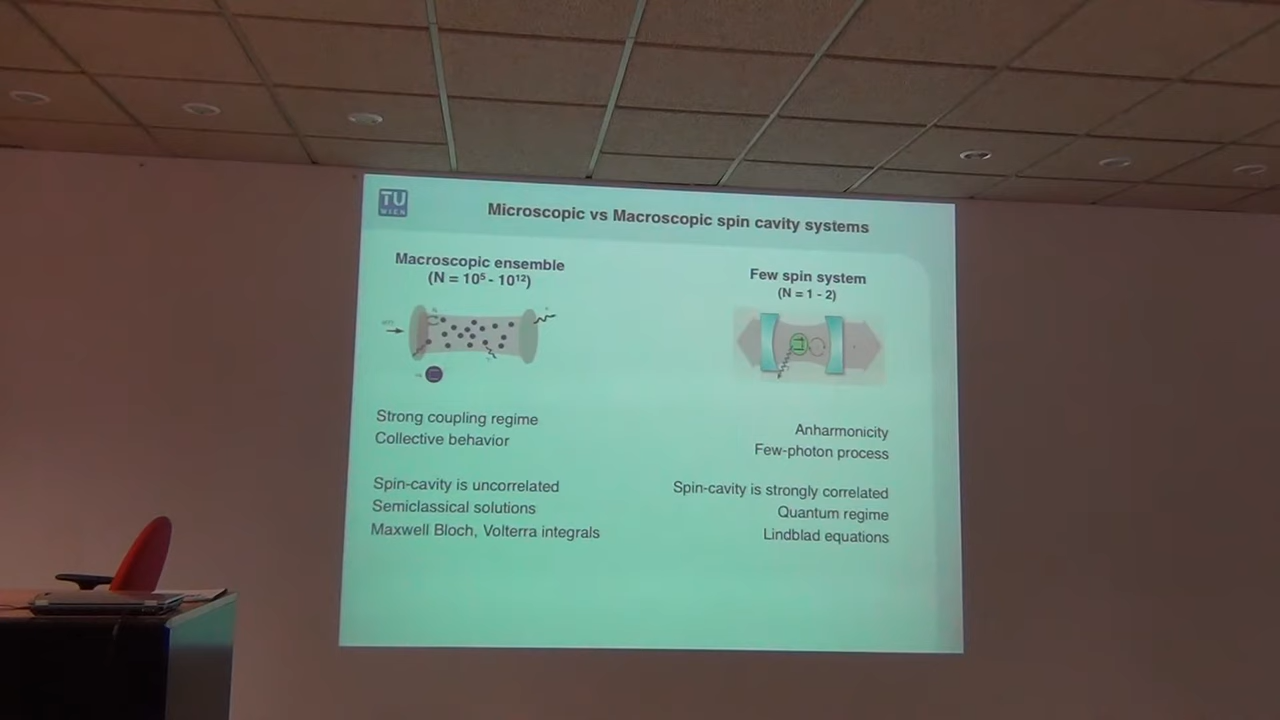 TU
WIEN
Microscopic vs Macroscopic spin cavity systems
Macroscopic ensemble
(N = 10⁵ - 10¹²)
Strong coupling regime
Collective behavior
Spin-cavity is uncorrelated
Semiclassical solutions
Maxwell Bloch, Volterra integrals
Few spin system
(N = 1 - 2)
Anharmonicity
Few-photon process
Spin-cavity is strongly correlated
Quantum regime
Lindblad equations